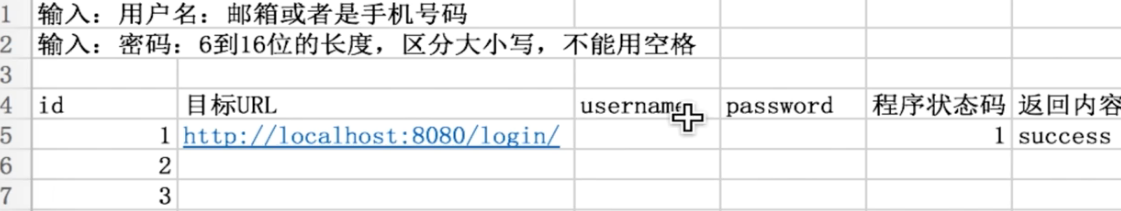 1 输入：用户名：邮箱或者是手机号码
2 输入：密码：6到16位的长度，区分大小写，不能用空格
3
4 id 目标URL username password 程序状态码 返回内容
5 1 http://localhost:8080/login/ 1 success
6 2
7 3